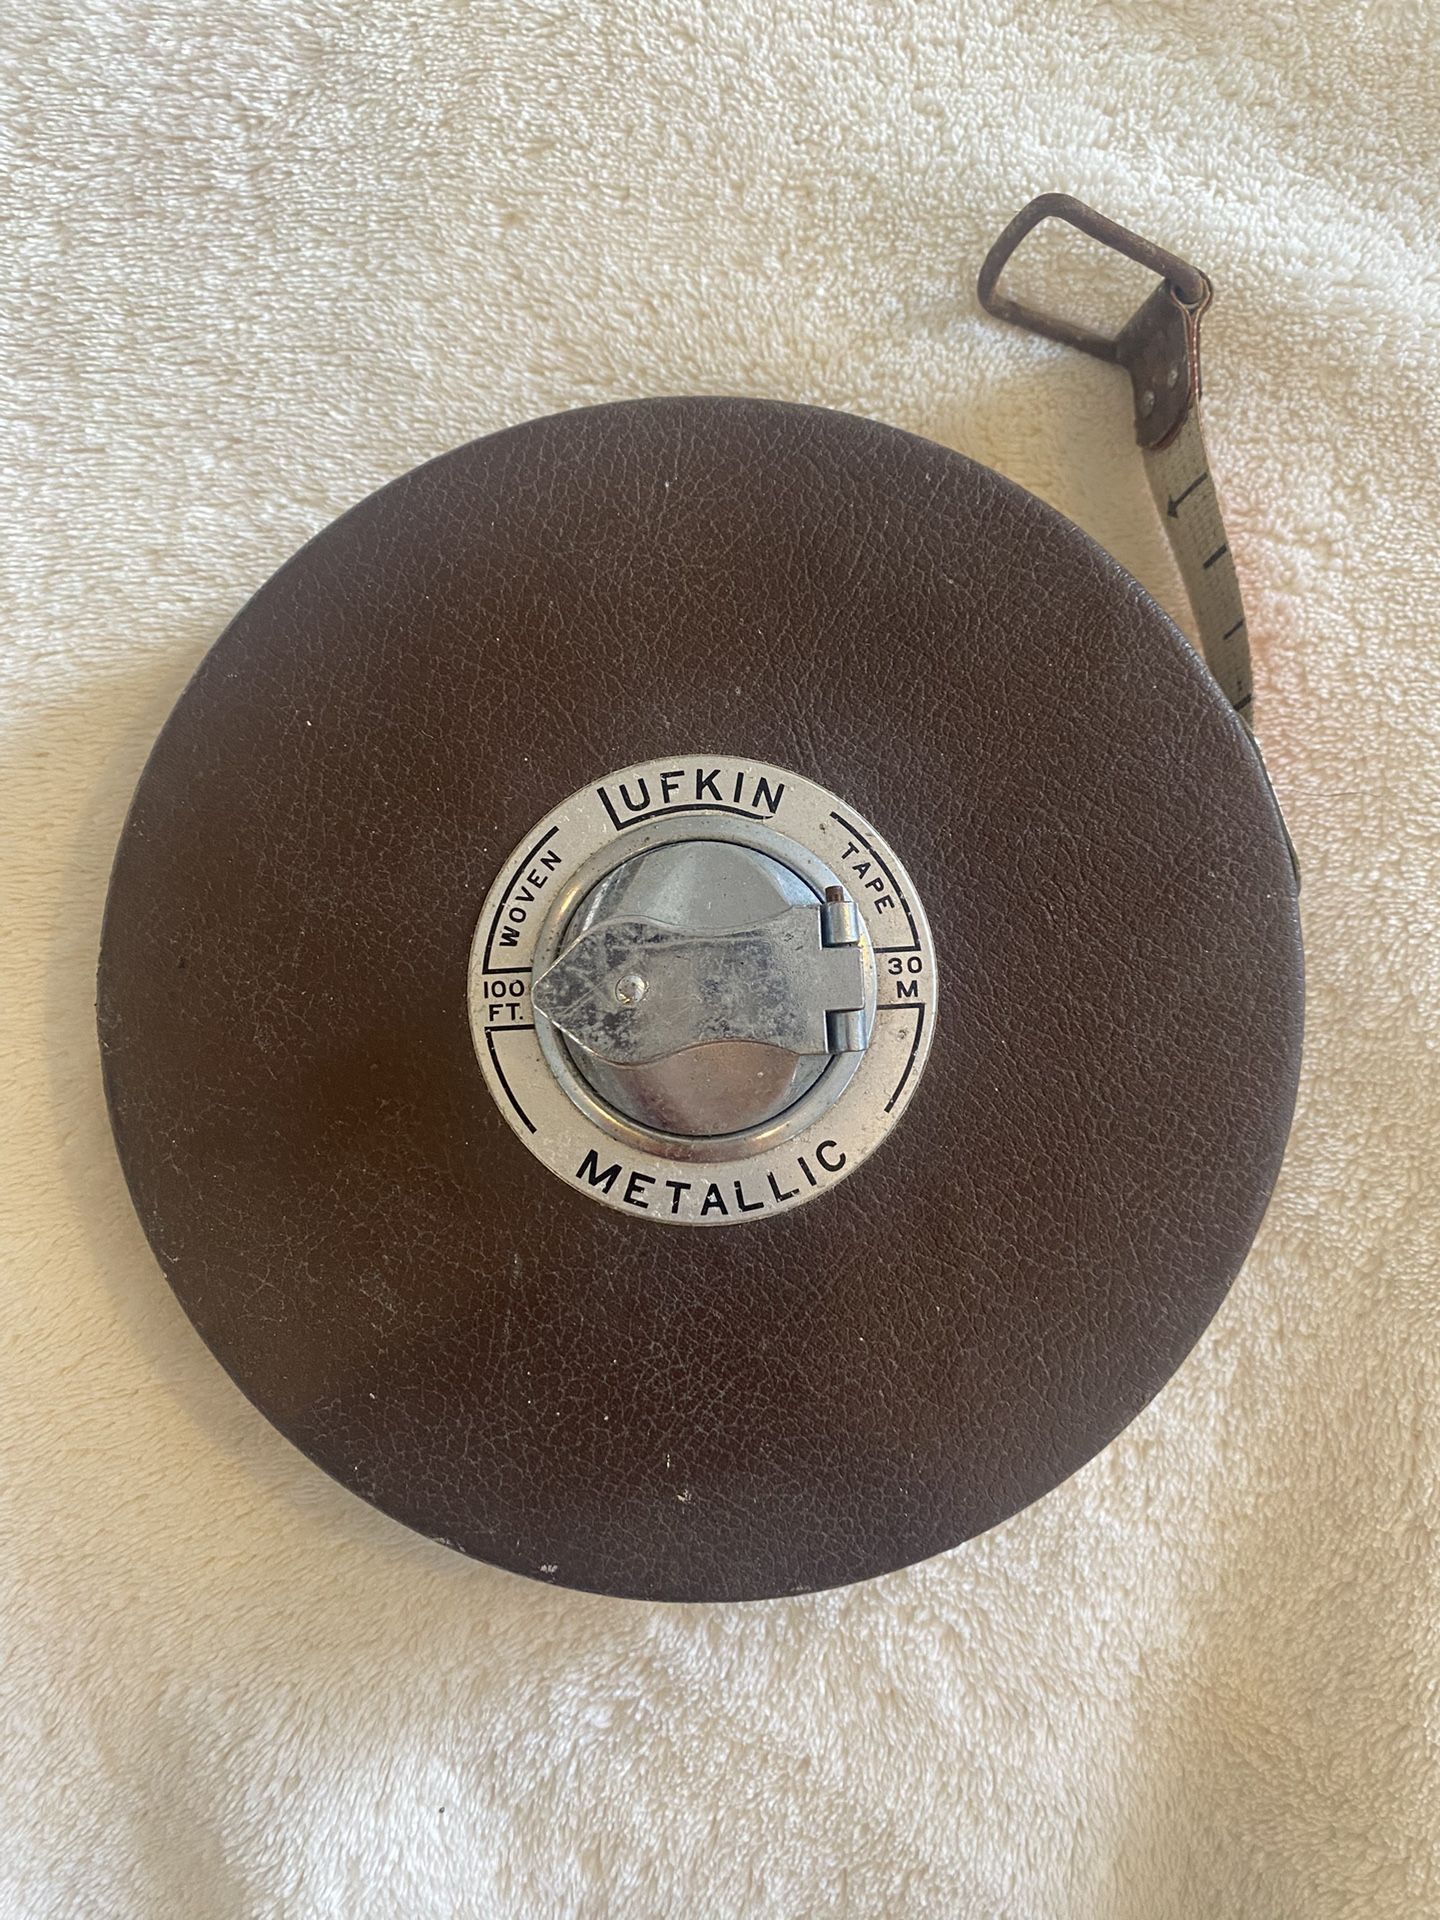 LUFKIN
WOVEN
TAPE
100
FT.
30
M
METALLIC